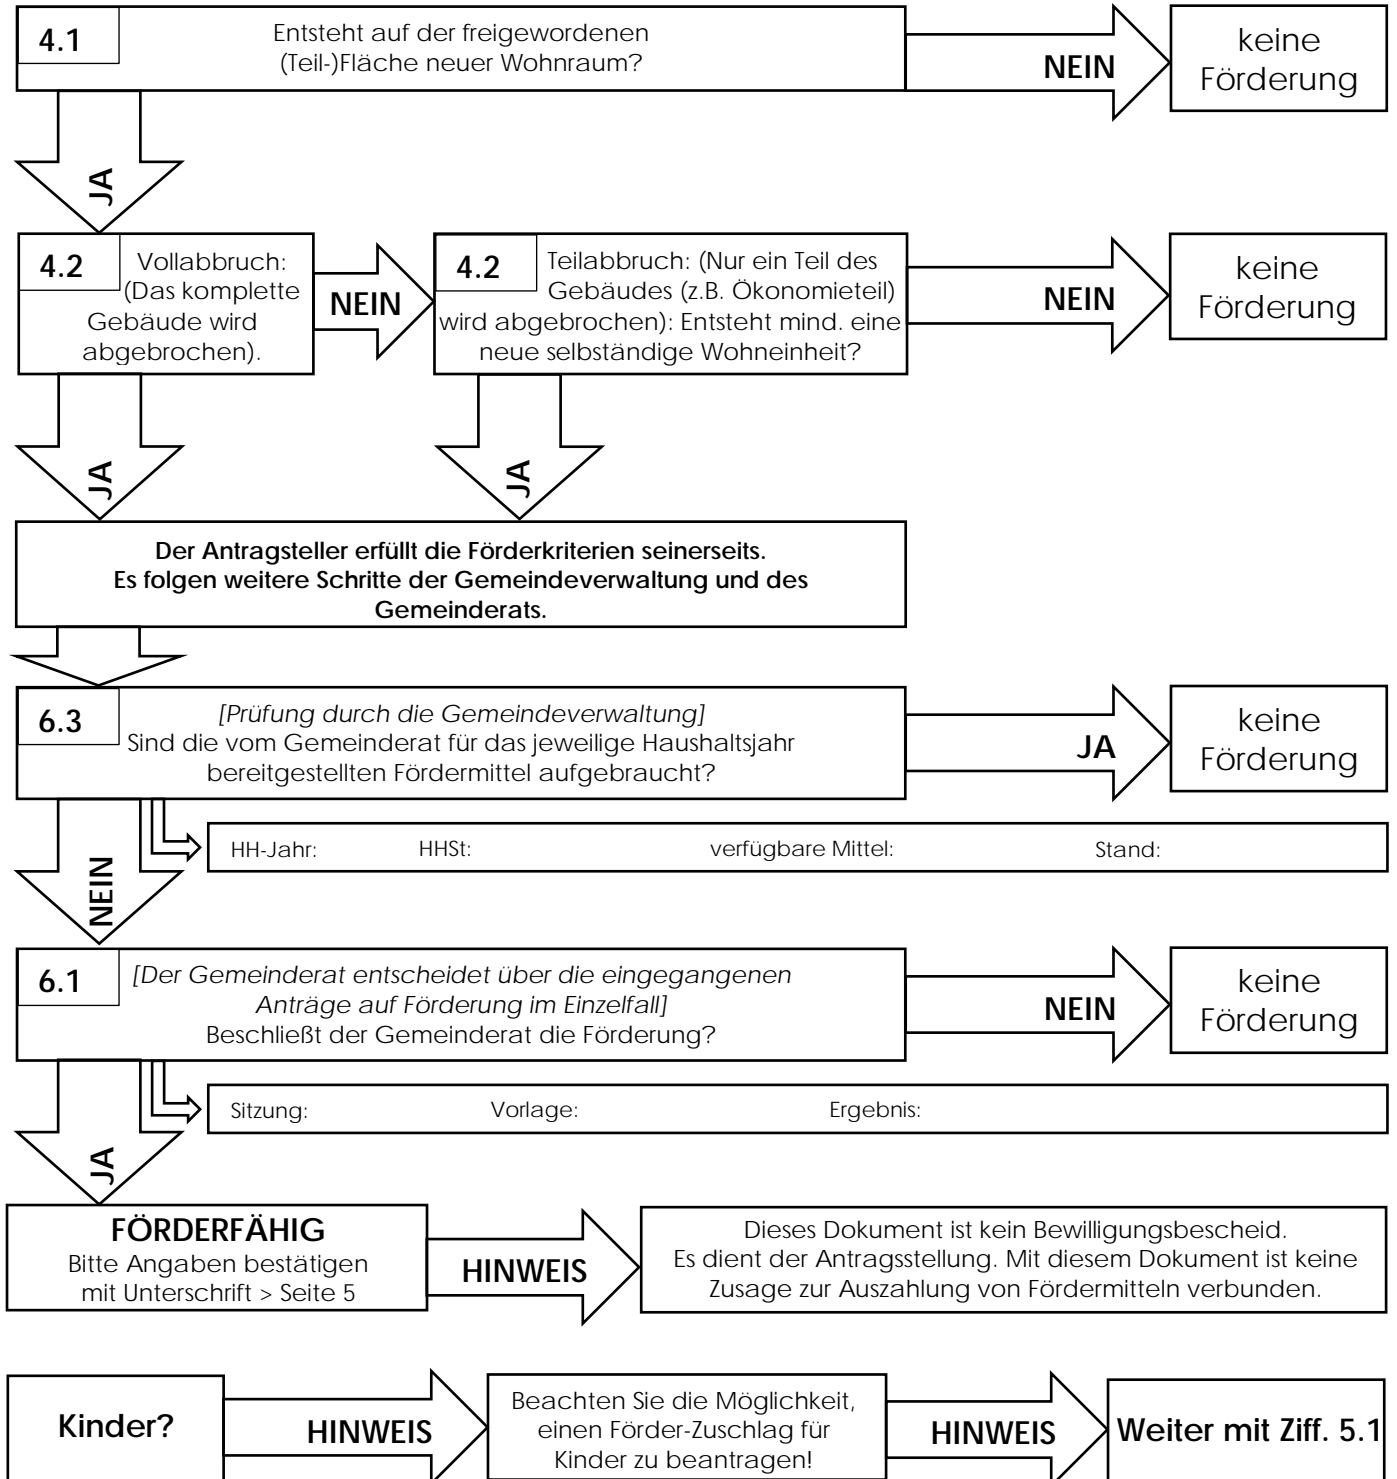 4.1
Entsteht auf der freigewordenen
(Teil-)Fläche neuer Wohnraum?
NEIN
keine
Förderung
JA
4.2
Vollabbruch:
(Das komplette
Gebäude wird
abgebrochen).
NEIN
4.2
Teilabbruch: (Nur ein Teil des
Gebäudes (z.B. Ökonomieteil)
wird abgebrochen): Entsteht mind. eine
neue selbständige Wohneinheit?
NEIN
keine
Förderung
JA
JA
Der Antragsteller erfüllt die Förderkriterien seinerseits.
Es folgen weitere Schritte der Gemeindeverwaltung und des
Gemeinderats.
6.3
[Prüfung durch die Gemeindeverwaltung]
Sind die vom Gemeinderat für das jeweilige Haushaltsjahr
bereitgestellten Fördermittel aufgebraucht?
JA
keine
Förderung
NEIN
HH-Jahr: HHSt: verfügbare Mittel: Stand:
6.1
[Der Gemeinderat entscheidet über die eingegangenen
Anträge auf Förderung im Einzelfall]
Beschließt der Gemeinderat die Förderung?
NEIN
keine
Förderung
JA
Sitzung: Vorlage: Ergebnis:
FÖRDERFÄHIG
Bitte Angaben bestätigen
mit Unterschrift > Seite 5
HINWEIS
Dieses Dokument ist kein Bewilligungsbescheid.
Es dient der Antragsstellung. Mit diesem Dokument ist keine
Zusage zur Auszahlung von Fördermitteln verbunden.
Kinder?
HINWEIS
Beachten Sie die Möglichkeit,
einen Förder-Zuschlag für
Kinder zu beantragen!
HINWEIS
Weiter mit Ziff. 5.1